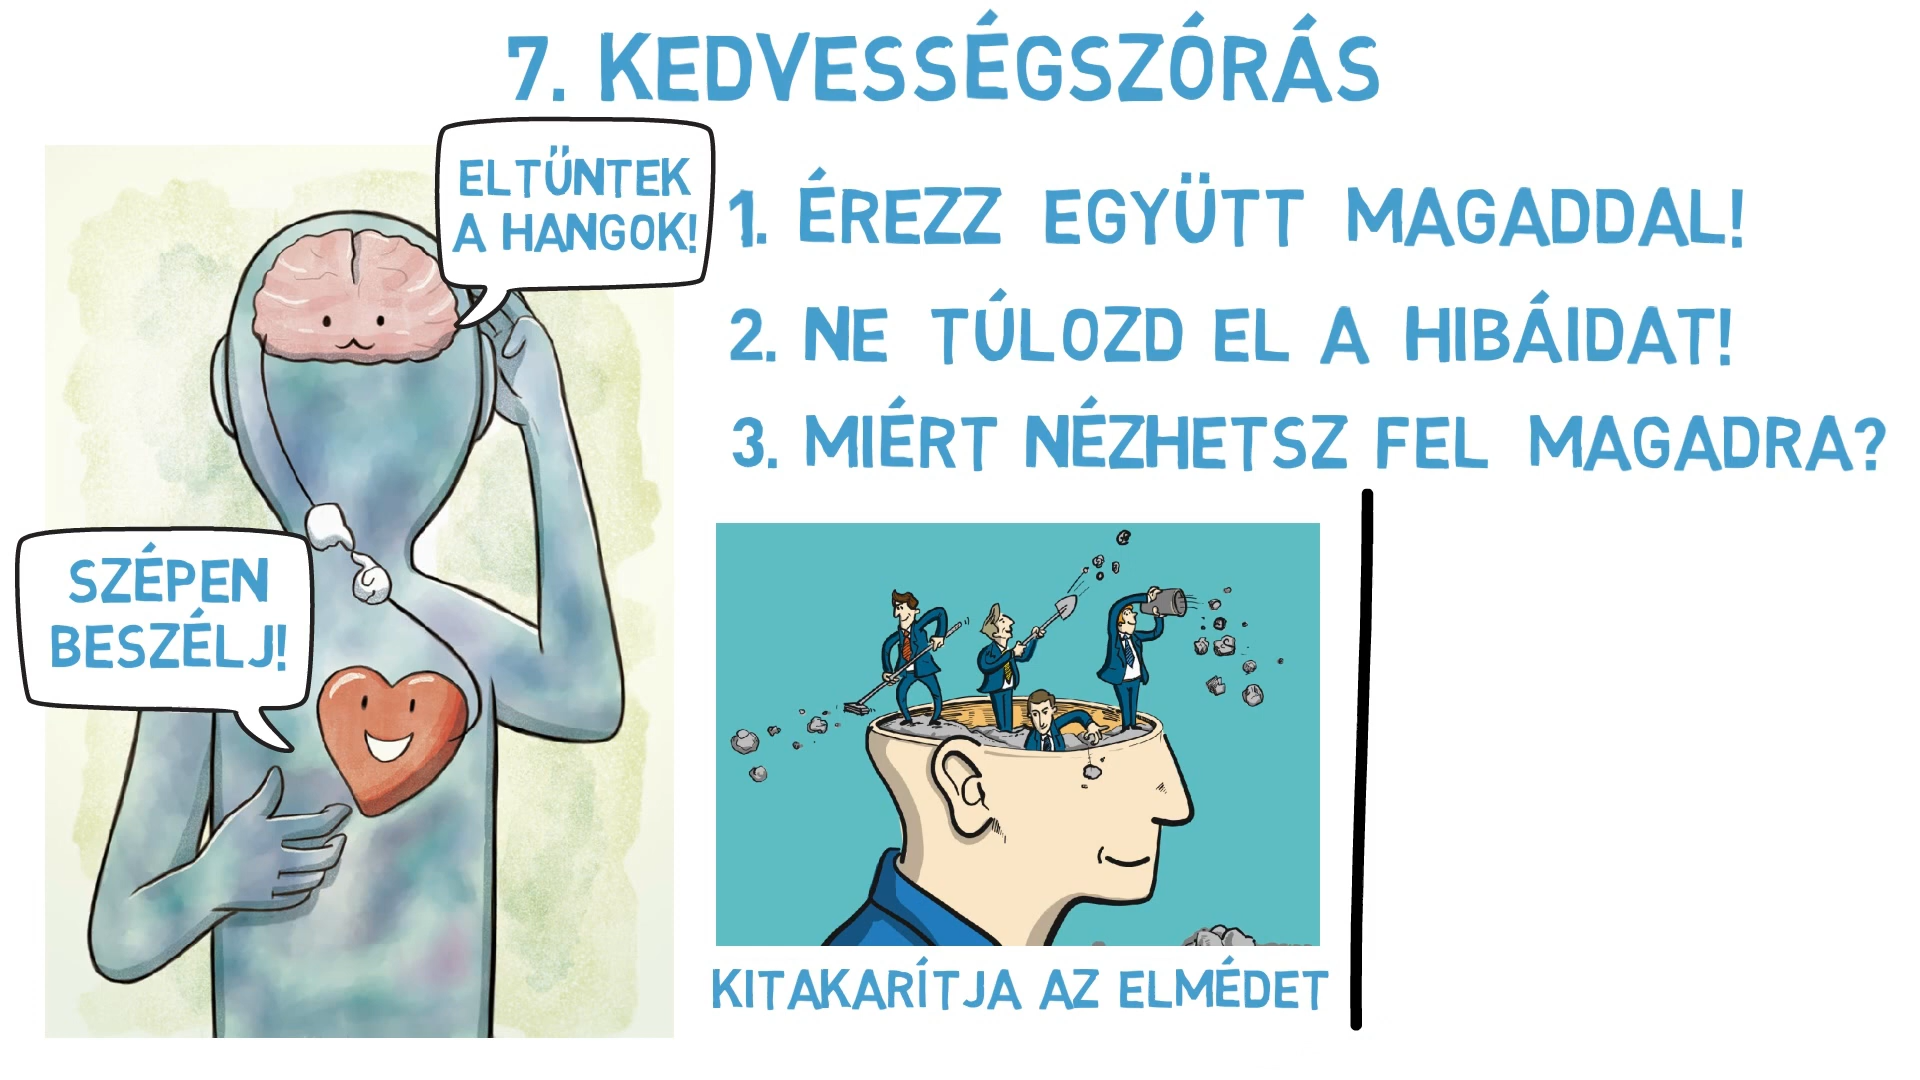 7. KEDVESSÉGSZÓRÁS
ELTŰNTEK
A HANGOK!
1. ÉREZZ EGYÜTT MAGADDAL!
2. NE TÚLOZD EL A HIBÁIDAT!
3. MIÉRT NÉZHETSZ FEL MAGADRA?
SZÉPEN
BESZÉLJ!
KITAKARÍTJA AZ ELMÉDET